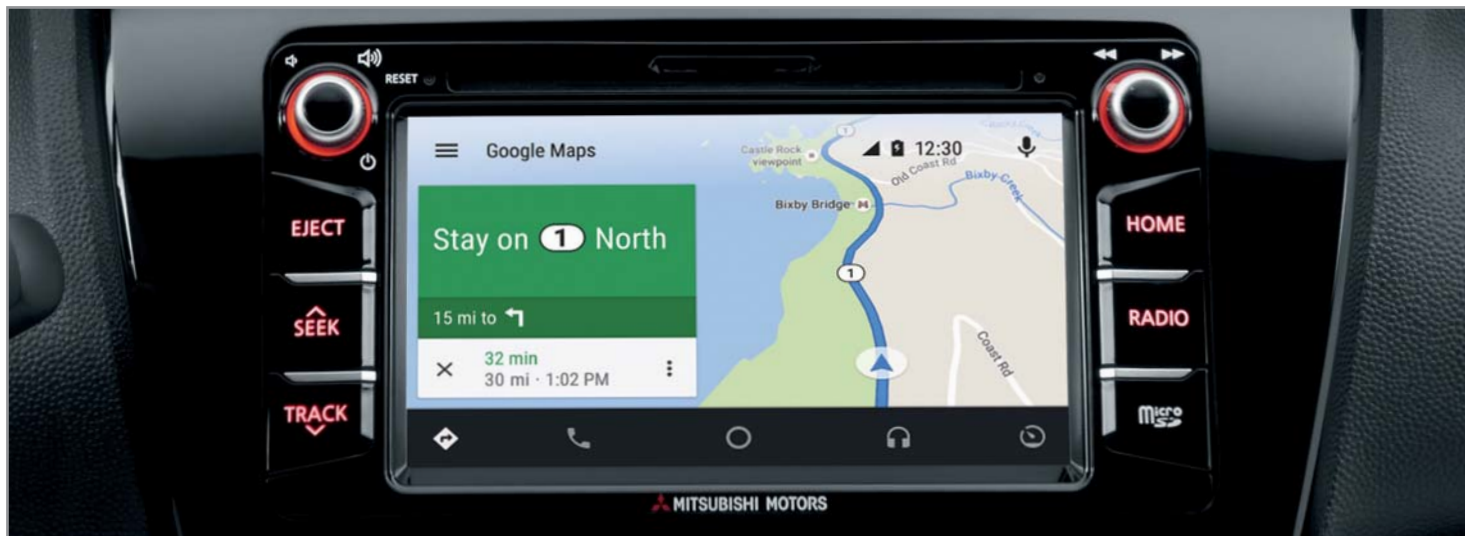 RESET
EJECT
SEEK
TRACK
Google Maps
Stay on 1 North
15 mi to
32 min
30 mi · 1:02 PM
1
Castle Rock
viewpoint
12:30
Old Coast Rd
Bixby Creek
Bixby Bridge
1
Coast Rd
HOME
RADIO
micro
SD
MITSUBISHI MOTORS